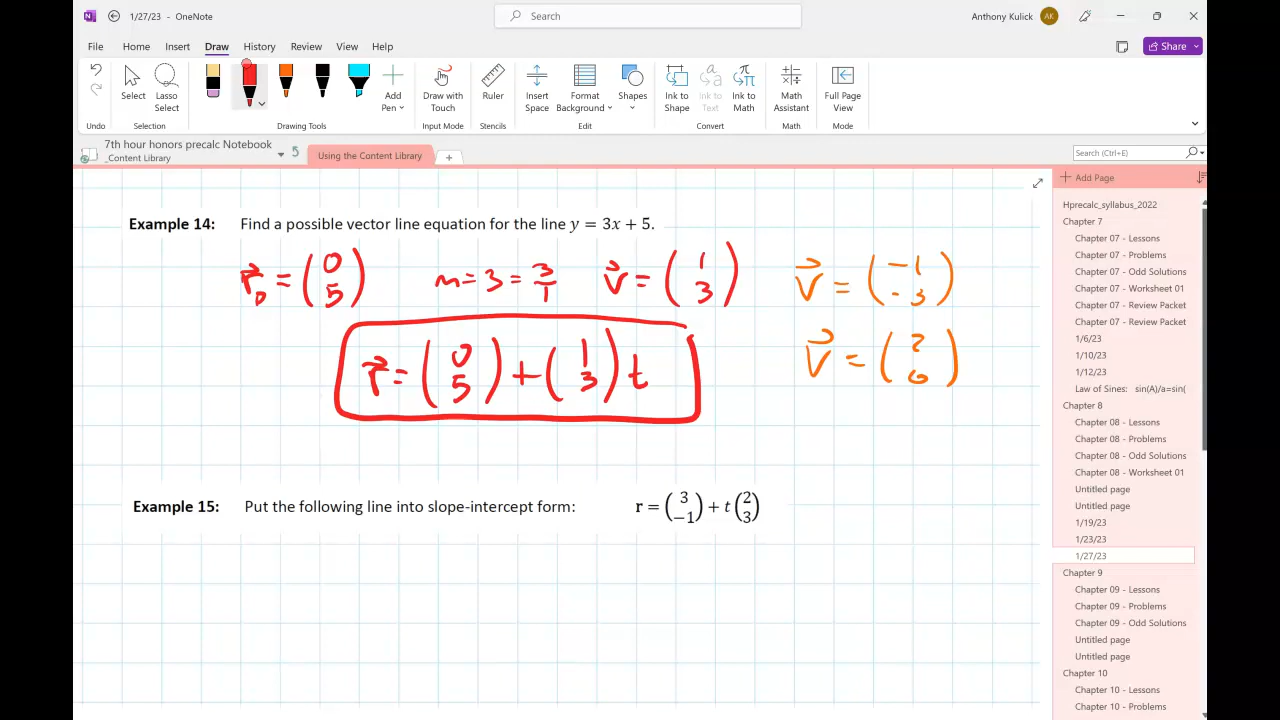 1/27/23 - OneNote
Search
Anthony Kulick
AK
File Home Insert Draw History Review View Help
Share
Undo
Select
Lasso Select
Add Pen
Draw with Touch
Ruler
Insert Space
Format Background
Shapes
Ink to Shape
Ink to Text
Ink to Math
Math Assistant
Full Page View
Undo Selection Drawing Tools Input Mode Stencils Edit Convert Math Mode
7th hour honors precalc Notebook
_Content Library
Using the Content Library
Search (Ctrl+E)
Example 14: Find a possible vector line equation for the line y = 3x + 5.
r⃗₀ = (0 5) m = 3 = 3/1 v⃗ = (1 3) v⃗ = (-1 -3)
r⃗ = (0 5) + (1 3) t v⃗ = (2 6)
Example 15: Put the following line into slope-intercept form: r = (3 −1) + t (2 3)
Add Page
Hprecalc_syllabus_2022
Chapter 7
Chapter 07 - Lessons
Chapter 07 - Problems
Chapter 07 - Odd Solutions
Chapter 07 - Worksheet 01
Chapter 07 - Review Packet
Chapter 07 - Review Packet
1/6/23
1/10/23
1/12/23
Law of Sines: sin(A)/a=sin(
Chapter 8
Chapter 08 - Lessons
Chapter 08 - Problems
Chapter 08 - Odd Solutions
Chapter 08 - Worksheet 01
Untitled page
Untitled page
1/19/23
1/23/23
1/27/23
Chapter 9
Chapter 09 - Lessons
Chapter 09 - Problems
Chapter 09 - Odd Solutions
Untitled page
Untitled page
Chapter 10
Chapter 10 - Lessons
Chapter 10 - Problems